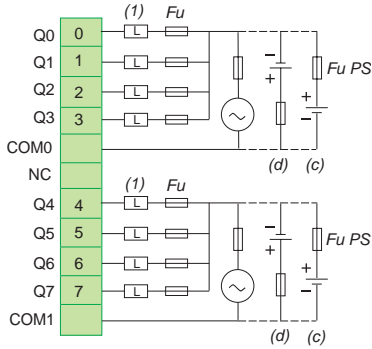 (1) Fu
Q0 0 L
Q1 1 L
Q2 2 L
Q3 3 L
Fu PS
− +
+ −
COM0
(d) (c)
NC
(1) Fu
Q4 4 L
Q5 5 L
Q6 6 L
Q7 7 L
Fu PS
− +
+ −
COM1
(d) (c)